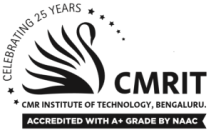 CELEBRATING 25 YEARS
CMRIT
CMR INSTITUTE OF TECHNOLOGY, BENGALURU.
ACCREDITED WITH A+ GRADE BY NAAC